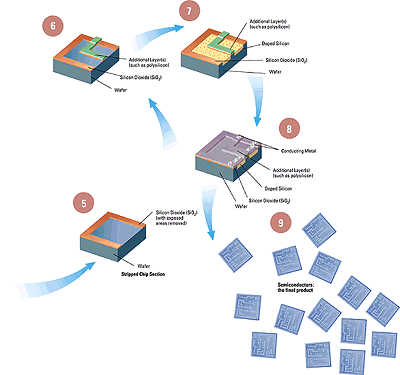 6
Additional Layer(s)
(such as polysilicon)
Silicon Dioxide (SiO₂)
Wafer
7
Additional Layer(s)
(such as polysilicon)
Doped Silicon
Silicon Dioxide (SiO₂)
Wafer
8
Conducting Metal
Additional Layer(s)
(such as polysilicon)
Doped Silicon
Silicon Dioxide (SiO₂)
Wafer
5
Silicon Dioxide (SiO₂)
(with exposed
areas removed)
Wafer
Stripped Chip Section
9
Semiconductors:
the final product